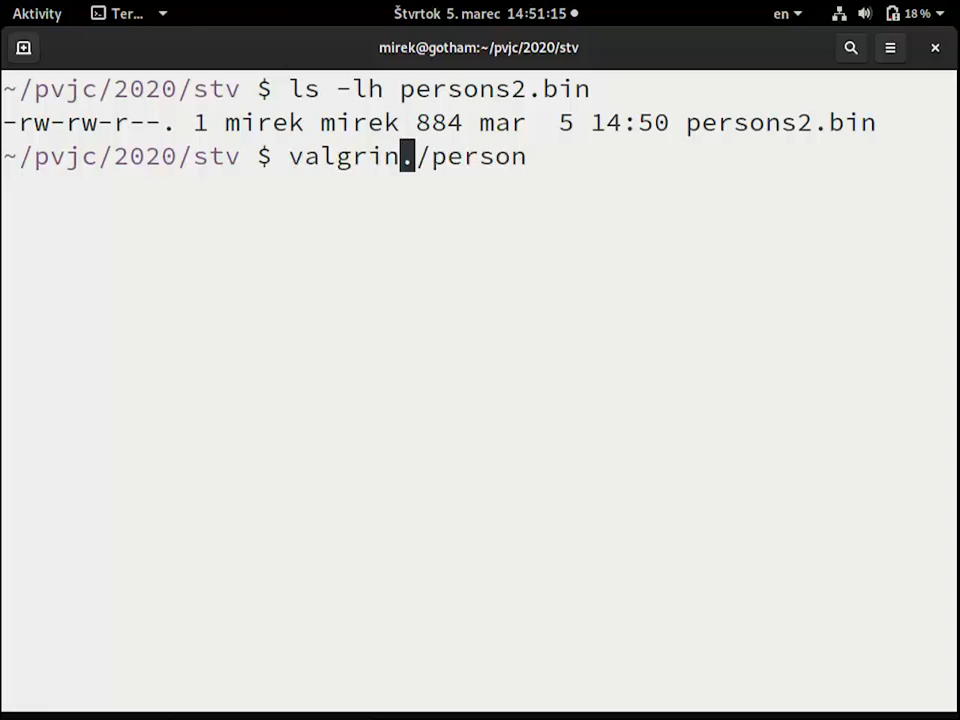 Aktivity Ter... Štvrtok 5. marec 14:51:15 en 18 %
mirek@gotham:~/pvjc/2020/stv
~/pvjc/2020/stv $ ls -lh persons2.bin
-rw-rw-r--. 1 mirek mirek 884 mar  5 14:50 persons2.bin
~/pvjc/2020/stv $ valgrin./person